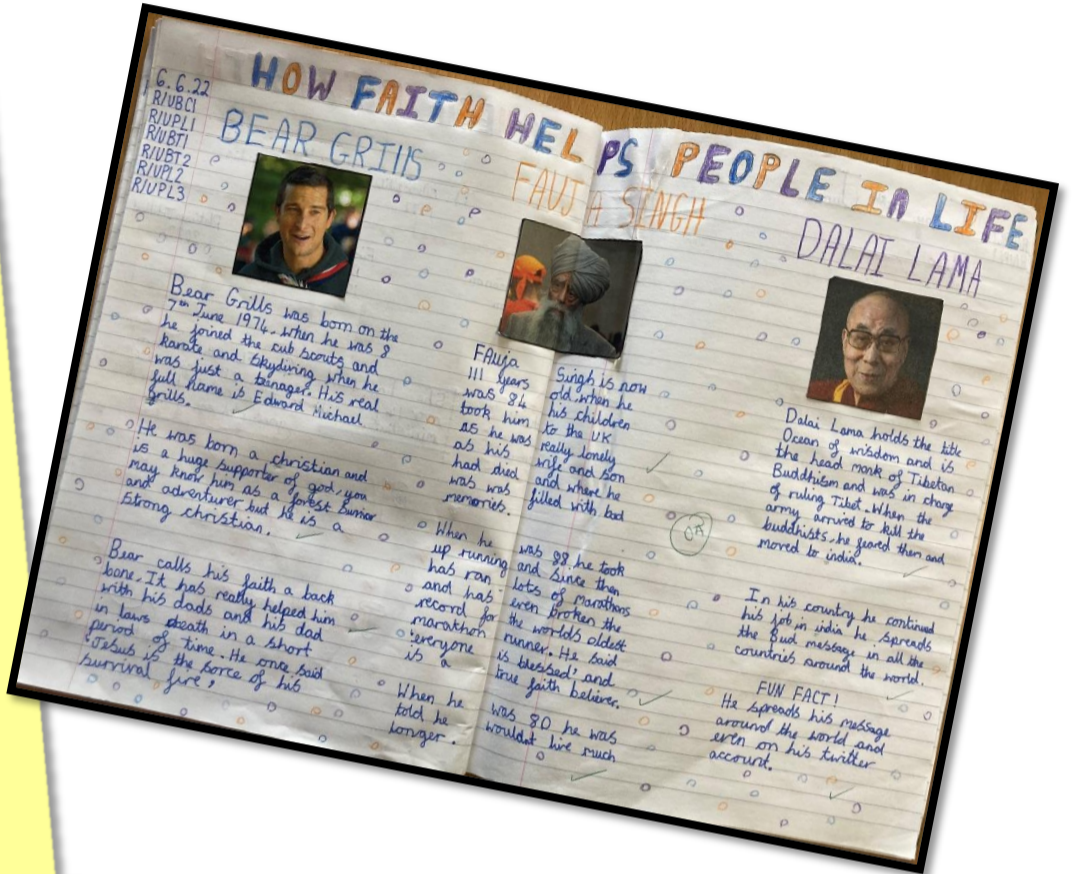 HOW FAITH HELPS PEOPLE IN LIFE
6.6.22
R/UBC1
R/UPL1
R/UBT1
R/UBT2
R/UPL2
R/UPL3
BEAR GRIllS
Bear Grills was born on the
7th June 1974. when he was 8
he joined the cub scouts and
karate and skydiving when he
was just a teenager. His real
full name is Edward Michael
grills.
He was born a christian and
is a huge supporter of god, you
may know him as a forest
and adventurer but he is a
strong christian.
Bear calls his faith a back
bone. It has really helped him
with his dads and his dad
in laws death in a short
period of time. He once said
'Jesus is the sorce of his
survival fire'
FAUJA SINGH
Fauja Singh is now
111 years old. when he
was 84 his children
took him to the UK
as he was really lonely
as his wife and son
had died and where he
was was filled with bad
memories.
When he was 88 he took
up running and since then
has ran lots of marathons
and has even broken the
record for the worlds oldest
marathon runner. He said
'everyone is blessed', and
is a true faith believer.
When he was 80 he was
told he wouldnt live much
longer.
DALAI LAMA
Dalai Lama holds the title
Ocean of wisdom and is
the head monk of Tibetan
Buddhism and was in charge
of ruling Tibet. When the
army arrived to kill the
buddhists. he feared then and
moved to india.
In his country he continued
his job in india he spreads
the Bud message in all the
countries around the world.
FUN FACT!
He spreads his message
around the world and
even on his twitter
account.